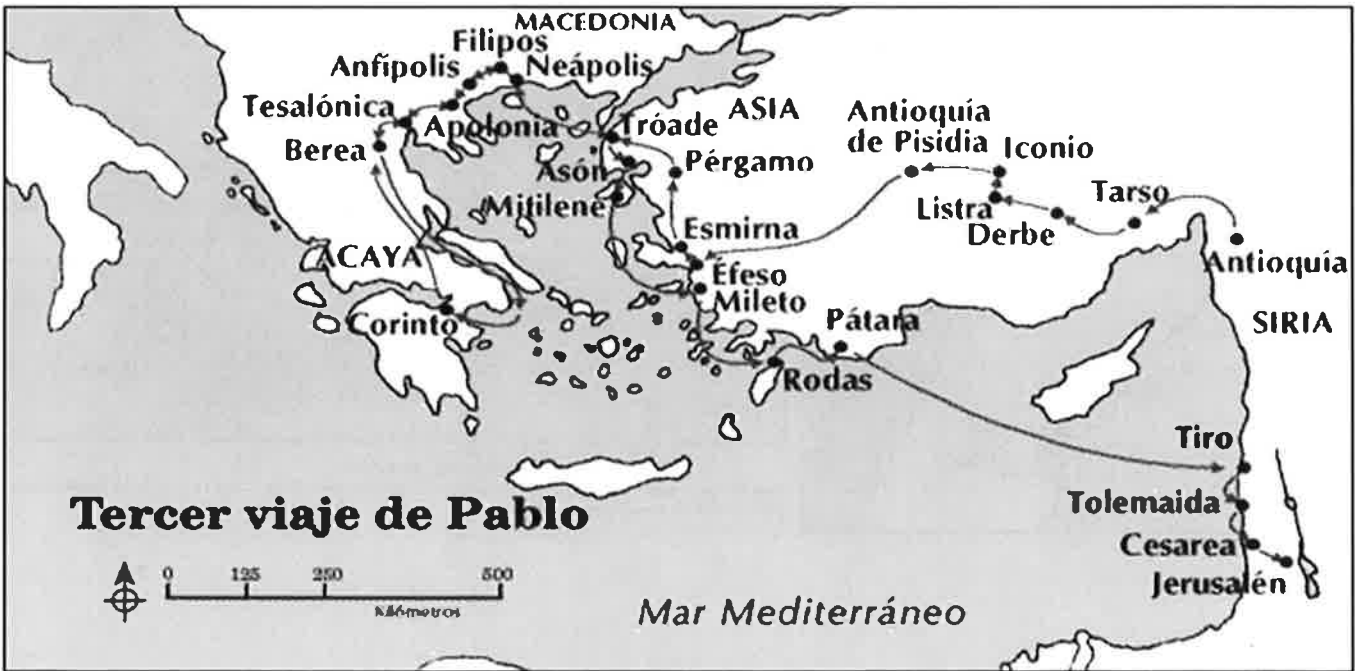 MACEDONIA
Filipos
Anfípolis
Neápolis
Tesalónica
Apolonia
Berea
Tróade
ASIA
Antioquía
de Pisidia
Iconio
Asón
Pérgamo
Mitilene
Listra
Derbe
Tarso
Esmirna
Antioquía
ACAYA
Éfeso
Mileto
Corinto
Pátara
SIRIA
Rodas
Tiro
Tercer viaje de Pablo
Tolemaida
Cesarea
Jerusalén
0 125 250 500
Kilómetros
Mar Mediterráneo